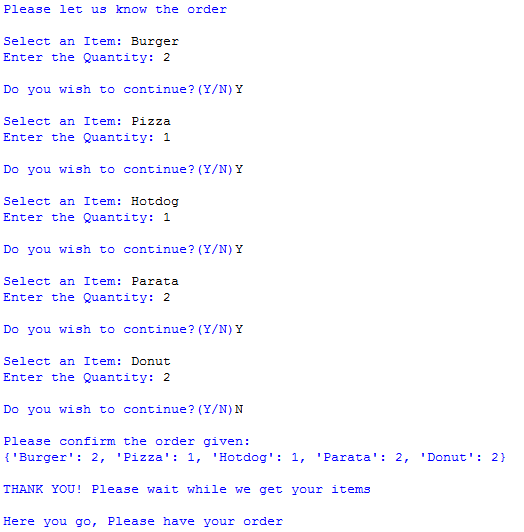 Please let us know the order
Select an Item: Burger
Enter the Quantity: 2
Do you wish to continue?(Y/N)Y
Select an Item: Pizza
Enter the Quantity: 1
Do you wish to continue?(Y/N)Y
Select an Item: Hotdog
Enter the Quantity: 1
Do you wish to continue?(Y/N)Y
Select an Item: Parata
Enter the Quantity: 2
Do you wish to continue?(Y/N)Y
Select an Item: Donut
Enter the Quantity: 2
Do you wish to continue?(Y/N)N
Please confirm the order given:
{'Burger': 2, 'Pizza': 1, 'Hotdog': 1, 'Parata': 2, 'Donut': 2}
THANK YOU! Please wait while we get your items
Here you go, Please have your order